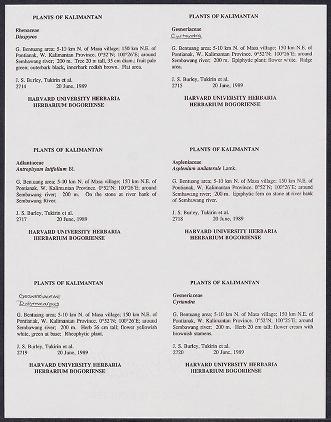 PLANTS OF KALIMANTAN
Ebenaceae
Diospyros
G. Bentuang area; 5-10 km N. of Masa village; 150 km N.E. of
Pontianak, W. Kalimantan Province. 0°52'N; 100°26'E; around
Sembawang river; 200 m. Tree 20 m tall, 35 cm diam.; fruit pale
green; outerbark black, innerbark redish brown. Flat area.
J. S. Burley, Tukirin et al.
2714 20 June, 1989
HARVARD UNIVERSITY HERBARIA
HERBARIUM BOGORIENSE
PLANTS OF KALIMANTAN
Gesneriaceae
Cyrtandra
G. Bentuang area; 5-10 km N. of Masa village; 150 km N.E. of
Pontianak, W. Kalimantan Province. 0°52'N; 100°26'E; around
Sembawang river; 200 m. Epiphytic plant; flower white. Ridge
area.
J. S. Burley, Tukirin et al.
2715 20 June, 1989
HARVARD UNIVERSITY HERBARIA
HERBARIUM BOGORIENSE
PLANTS OF KALIMANTAN
Adiantaceae
Antrophyum latifolium Bl.
G. Bentuang area; 5-10 km N. of Masa village; 150 km N.E. of
Pontianak, W. Kalimantan Province. 0°52'N; 100°26'E; around
Sembawang river; 200 m. On the stone at river bank of
Sembawang River.
J. S. Burley, Tukirin et al.
2717 20 June, 1989
HARVARD UNIVERSITY HERBARIA
HERBARIUM BOGORIENSE
PLANTS OF KALIMANTAN
Aspleniaceae
Asplenium unilaterale Lamk.
G. Bentuang area; 5-10 km N. of Masa village; 150 km N.E. of
Pontianak, W. Kalimantan Province. 0°52'N; 100°26'E; around
Sembawang river; 200 m. Epiphytic fern on stone at river bank
of Sembawang River.
J. S. Burley, Tukirin et al.
2718 20 June, 1989
HARVARD UNIVERSITY HERBARIA
HERBARIUM BOGORIENSE
PLANTS OF KALIMANTAN
Gesneriaceae
G. Bentuang area; 5-10 km N. of Masa village; 150 km N.E. of
Pontianak, W. Kalimantan Province. 0°52'N; 100°26'E; around
Sembawang river; 200 m. Herb 56 cm tall; flower yellowish
white, green at base; Rheophytic plant.
J. S. Burley, Tukirin et al.
2719 20 June, 1989
HARVARD UNIVERSITY HERBARIA
HERBARIUM BOGORIENSE
PLANTS OF KALIMANTAN
Gesneriaceae
Cyrtandra
G. Bentuang area; 5-10 km N. of Masa village; 150 km N.E. of
Pontianak, W. Kalimantan Province. 0°52'N; 100°25'E; around
Sembawang river; 200 m. Herb 20 cm tall; flower cream with
brownish stamens.
J. S. Burley, Tukirin et al.
2720 20 June, 1989
HARVARD UNIVERSITY HERBARIA
HERBARIUM BOGORIENSE